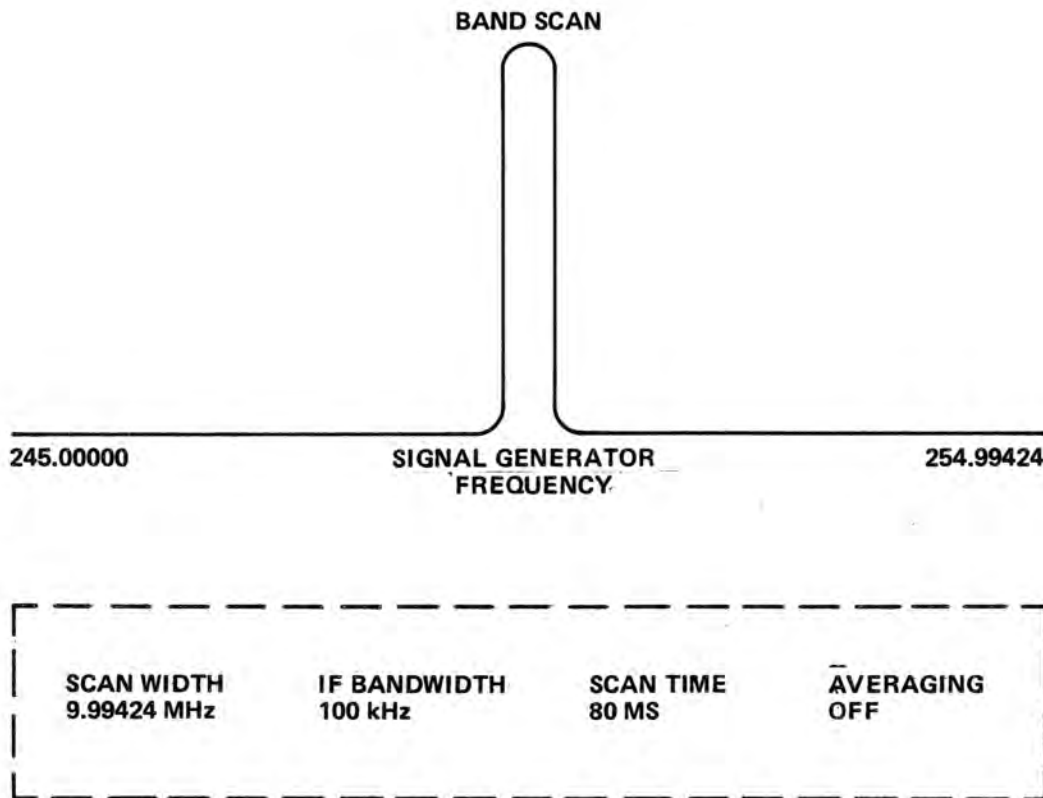 BAND SCAN
245.00000
SIGNAL GENERATOR
FREQUENCY
254.99424
SCAN WIDTH
9.99424 MHz
IF BANDWIDTH
100 kHz
SCAN TIME
80 MS
AVERAGING
OFF